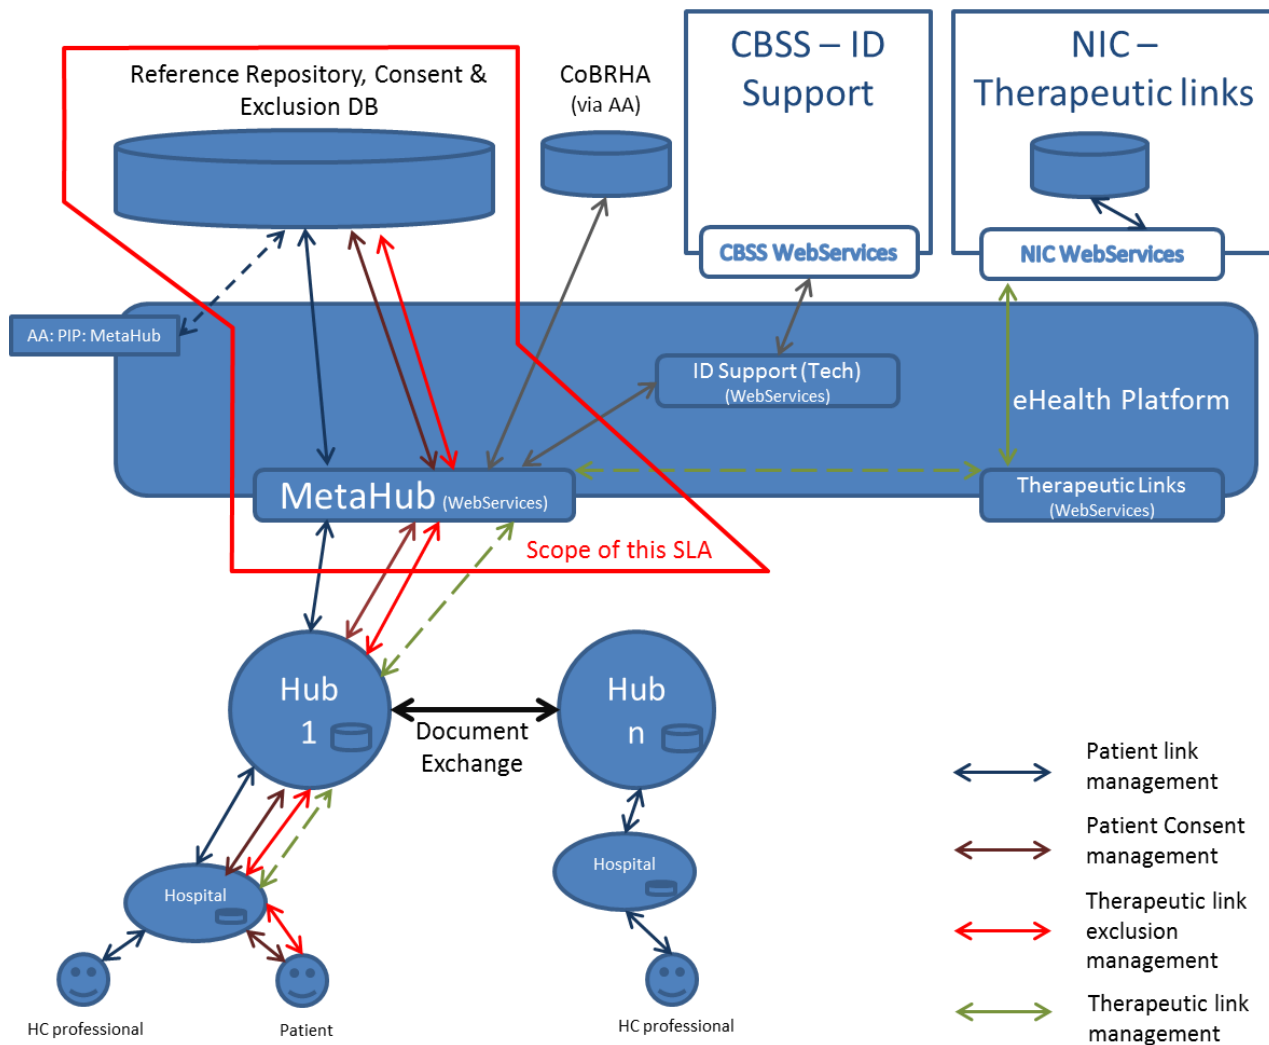 Reference Repository, Consent &
Exclusion DB
CoBRHA
(via AA)
CBSS – ID
Support
NIC –
Therapeutic links
CBSS WebServices
NIC WebServices
AA: PIP: MetaHub
ID Support (Tech)
(WebServices)
eHealth Platform
MetaHub (WebServices)
Therapeutic Links
(WebServices)
Scope of this SLA
Hub
1
Document
Exchange
Hub
n
Hospital
Hospital
HC professional
Patient
HC professional
Patient link
management
Patient Consent
management
Therapeutic link
exclusion
management
Therapeutic link
management